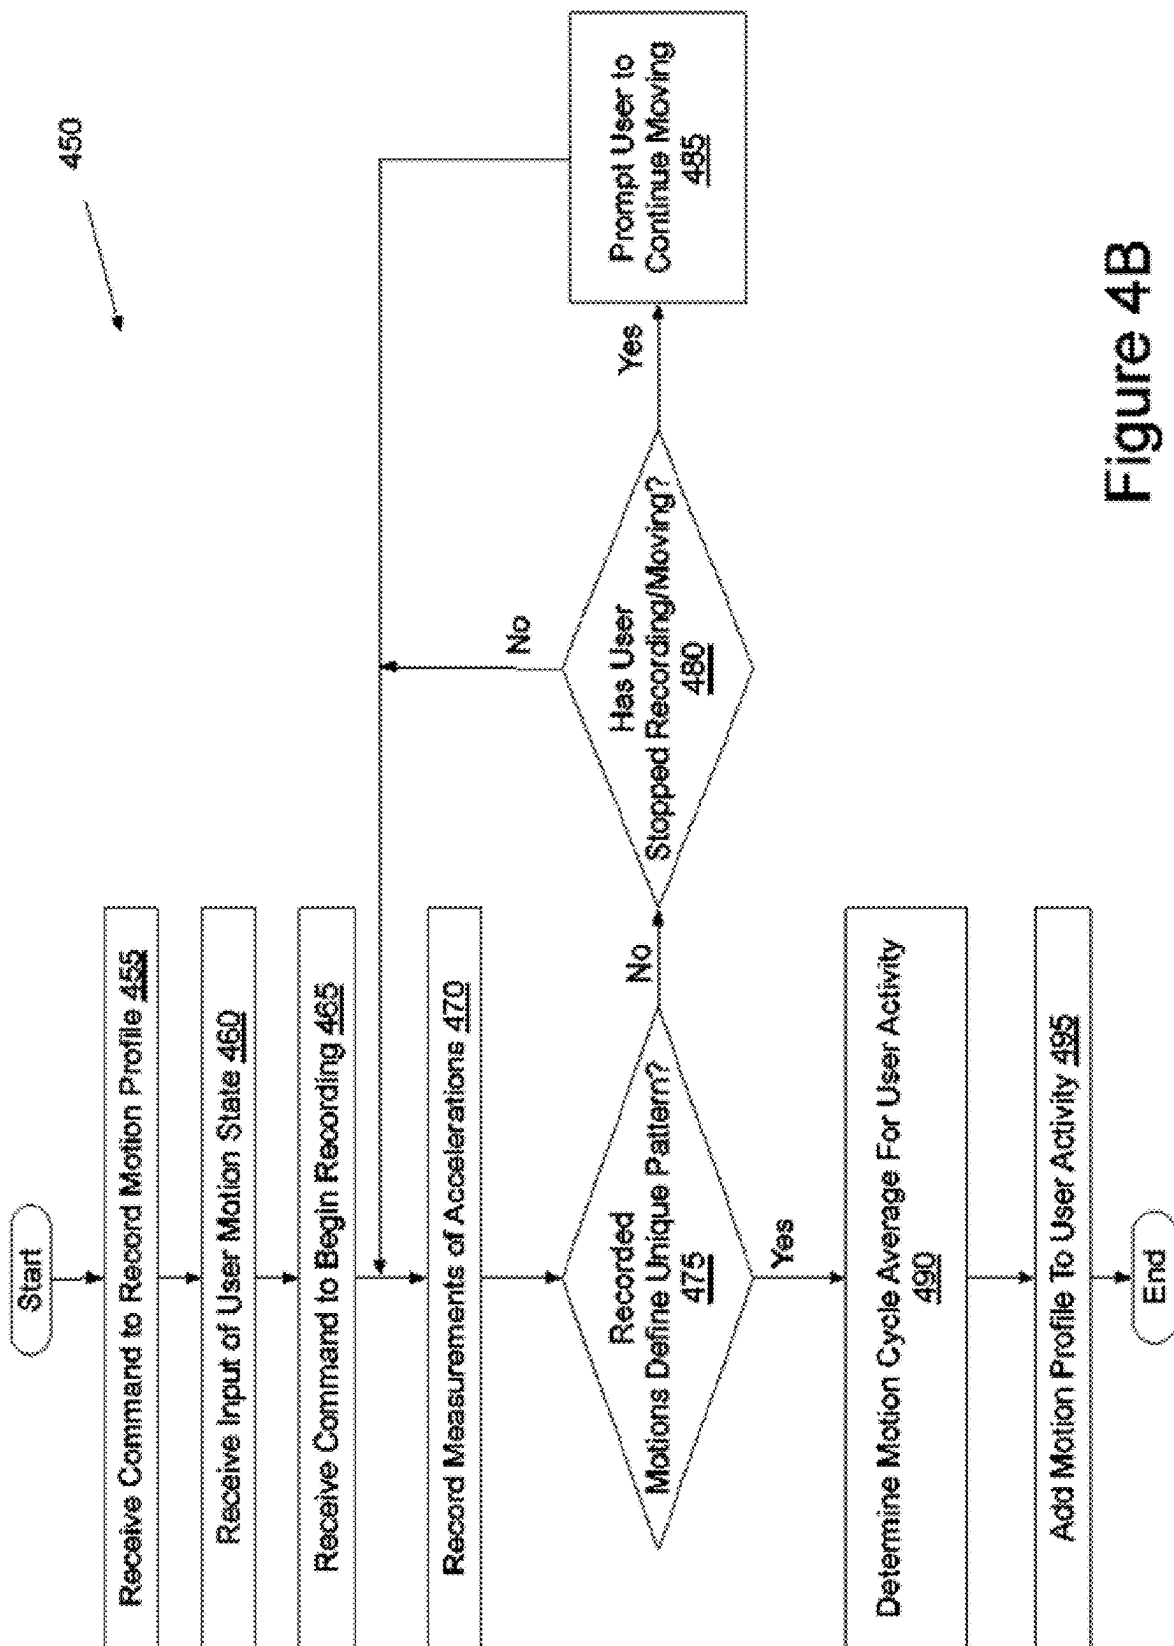 450
Start
Receive Command to Record Motion Profile 455
Receive Input of User Motion State 460
Receive Command to Begin Recording 465
Record Measurements of Accelerations 470
Recorded
Motions Define Unique Pattern?
475
No
Has User
Stopped Recording/Moving?
480
No
Yes
Prompt User to
Continue Moving
485
Yes
Determine Motion Cycle Average For User Activity
490
Add Motion Profile To User Activity 495
End
Figure 4B